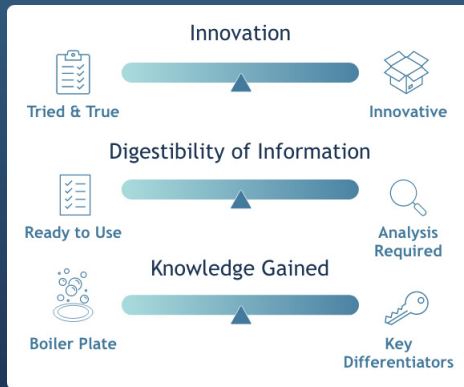 Innovation
Tried & True
Innovative
Digestibility of Information
Ready to Use
Analysis
Required
Knowledge Gained
Boiler Plate
Key
Differentiators